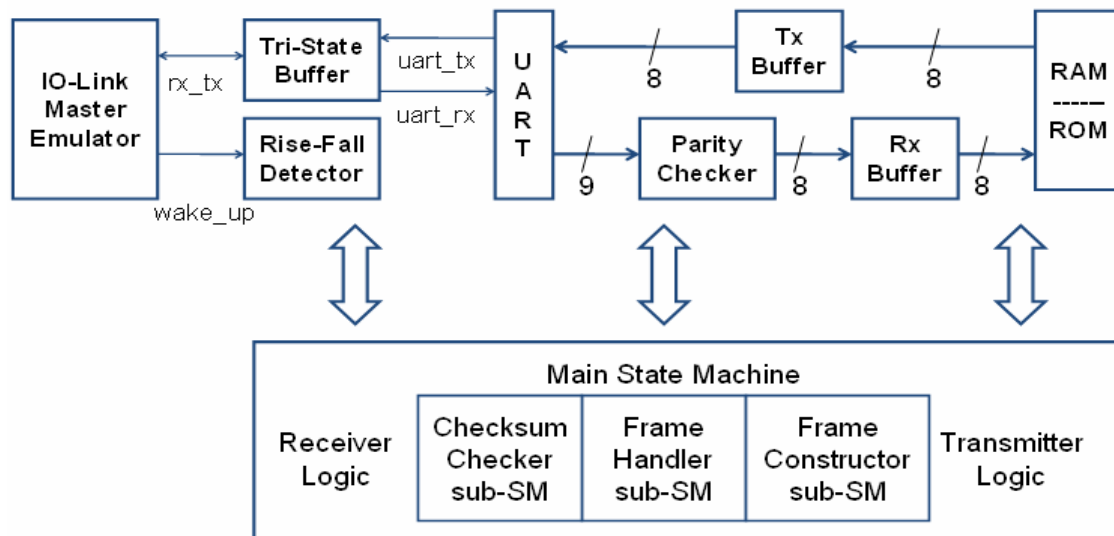 IO-Link
Master
Emulator
rx_tx
wake_up
Tri-State
Buffer
Rise-Fall
Detector
uart_tx
uart_rx
U
A
R
T
8
Tx
Buffer
8
9
Parity
Checker
8
Rx
Buffer
8
RAM
------
ROM
Main State Machine
Receiver
Logic
Checksum
Checker
sub-SM
Frame
Handler
sub-SM
Frame
Constructor
sub-SM
Transmitter
Logic